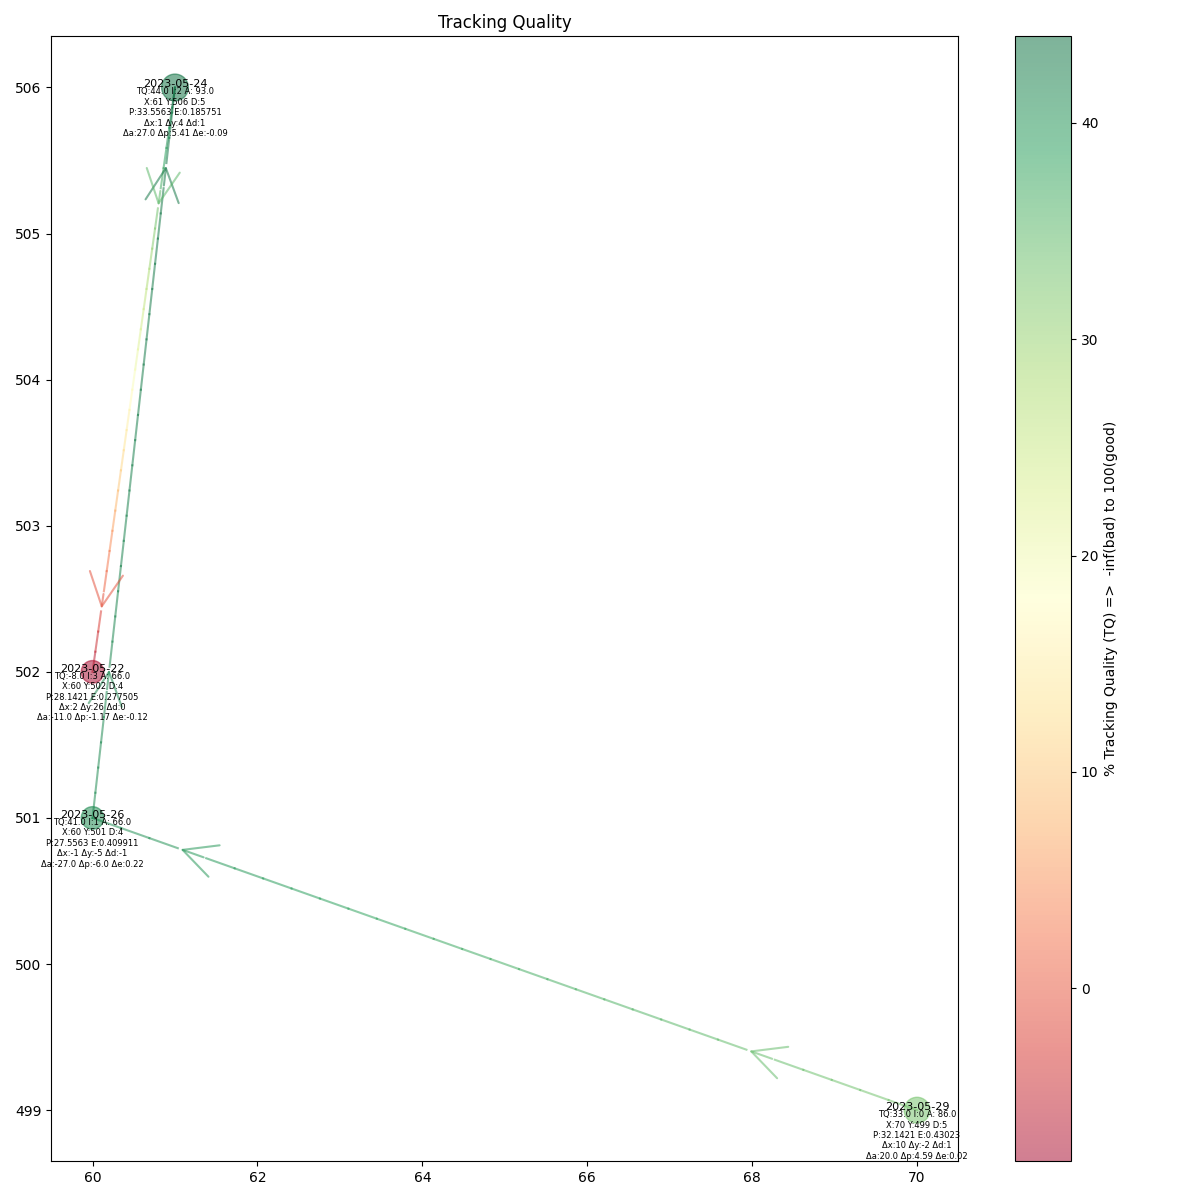 Tracking Quality
506
505
504
503
502
501
500
499
60
62
64
66
68
70
2023-05-24
TQ:44.0 I:2 A: 93.0
X:61 Y:506 D:5
P:33.5563 E:0.185751
Δx:1 Δy:4 Δd:1
Δa:27.0 Δp:5.41 Δe:-0.09
2023-05-22
TQ:-8.0 I:3 A: 66.0
X:60 Y:502 D:4
P:28.1421 E:0.277505
Δx:2 Δy:26 Δd:0
Δa:-11.0 Δp:-1.17 Δe:-0.12
2023-05-26
TQ:41.0 I:1 A: 66.0
X:60 Y:501 D:4
P:27.5563 E:0.409911
Δx:-1 Δy:-5 Δd:-1
Δa:-27.0 Δp:-6.0 Δe:0.22
2023-05-29
TQ:33.0 I:0 A: 86.0
X:70 Y:499 D:5
P:32.1421 E:0.43023
Δx:10 Δy:-2 Δd:1
Δa:20.0 Δp:4.59 Δe:0.02
40
30
20
10
0
% Tracking Quality (TQ) =>  -inf(bad) to 100(good)